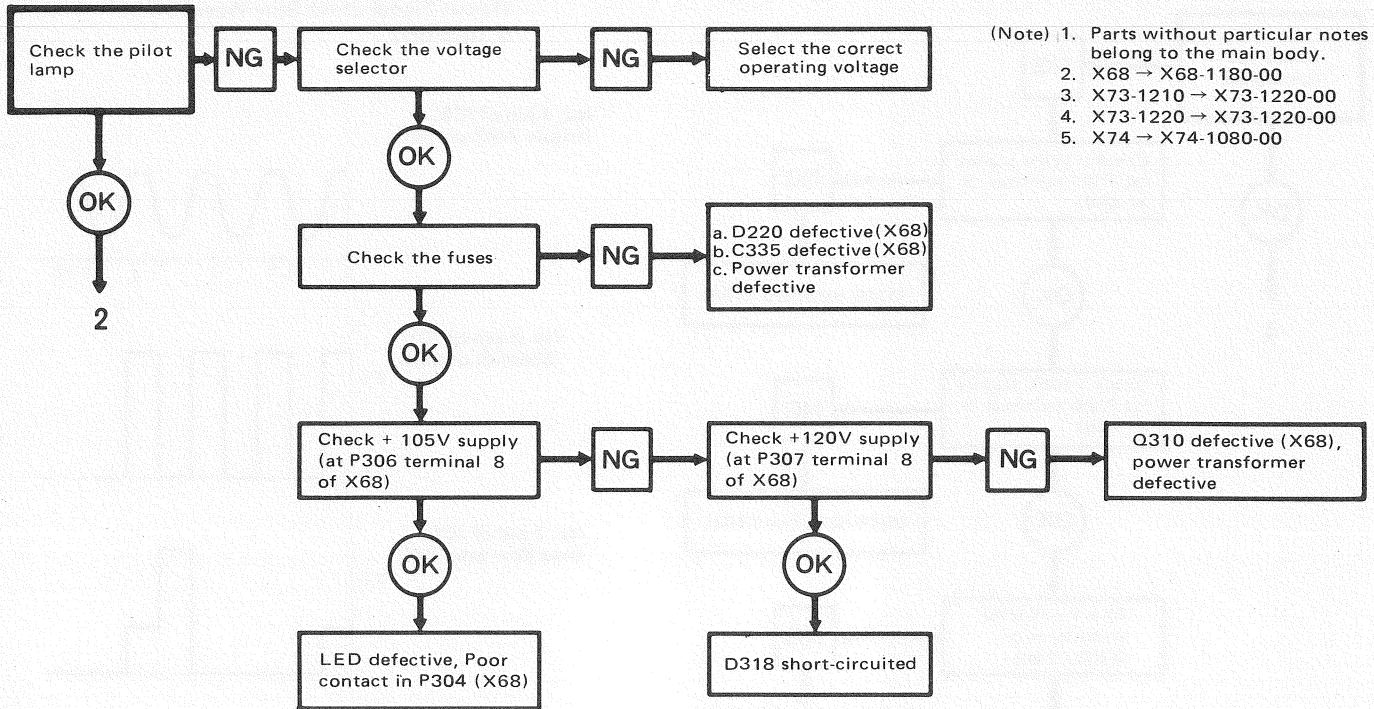 Check the pilot
lamp
NG
Check the voltage
selector
NG
Select the correct
operating voltage
(Note) 1. Parts without particular notes
belong to the main body.
2. X68 → X68-1180-00
3. X73-1210 → X73-1220-00
4. X73-1220 → X73-1220-00
5. X74 → X74-1080-00
OK
2
OK
Check the fuses
NG
a. D220 defective (X68)
b. C335 defective (X68)
c. Power transformer
defective
OK
Check + 105V supply
(at P306 terminal 8
of X68)
NG
Check +120V supply
(at P307 terminal 8
of X68)
NG
Q310 defective (X68),
power transformer
defective
OK
LED defective, Poor
contact in P304 (X68)
OK
D318 short-circuited